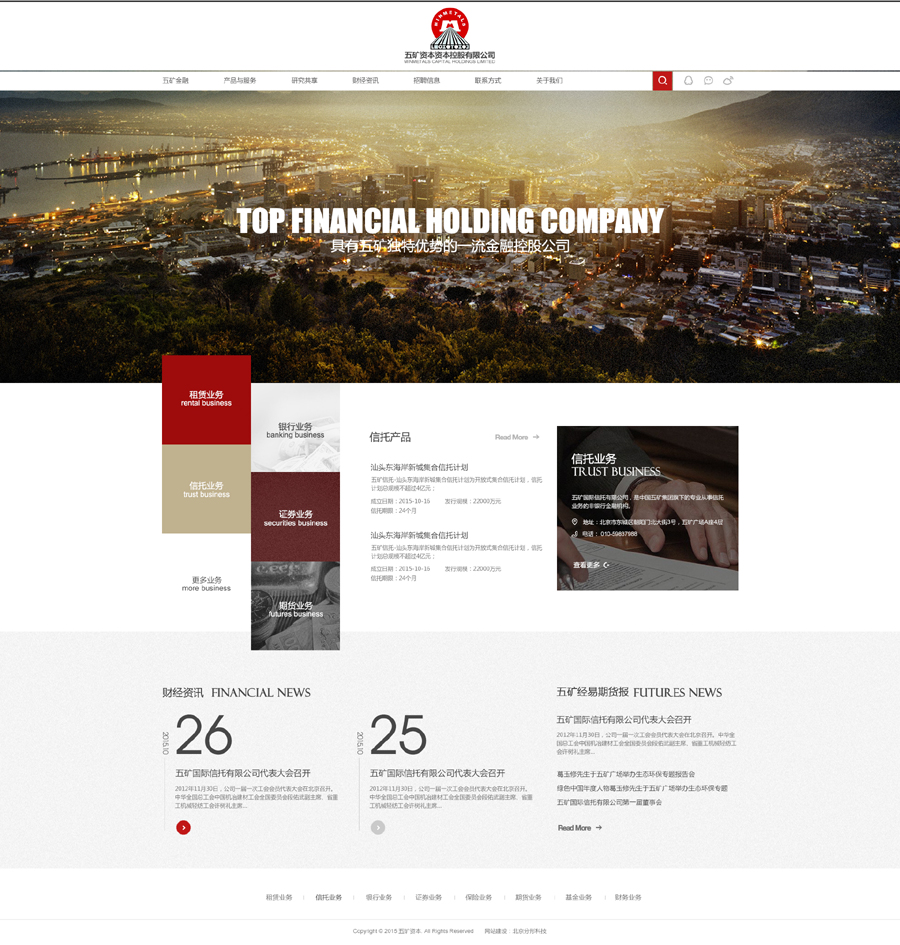 WINMETALS
五矿资本资本控股有限公司
WINMETALS CAPITAL HOLDINGS LIMITED
五矿金融 产品与服务 研究共享 财经资讯 招聘信息 联系方式 关于我们
TOP FINANCIAL HOLDING COMPANY
具有五矿独特优势的一流金融控股公司
租赁业务
rental business
银行业务
banking business
信托业务
trust business
证券业务
securities business
更多业务
more business
期货业务
futures business
信托产品 Read More
汕头东海岸新城集合信托计划
五矿信托-汕头东海岸新城集合信托计划为开放式集合信托计划，信托
计划总规模不超过4亿元；
成立日期：2015-10-16 发行规模：22000万元
信托期限：24个月
汕头东海岸新城集合信托计划
五矿信托-汕头东海岸新城集合信托计划为开放式集合信托计划，信托
计划总规模不超过4亿元；
成立日期：2015-10-16 发行规模：22000万元
信托期限：24个月
信托业务
TRUST BUSINESS
五矿国际信托有限公司，是中国五矿集团旗下的专业从事信托
业务的非银行金融机构。
地址：北京市东城区朝阳门北大街3号，五矿广场A座4层
电话：010-59837988
查看更多
财经资讯 FINANCIAL NEWS
2015.10
26
五矿国际信托有限公司代表大会召开
2012年11月30日，公司一届一次工会会员代表大会在北京召开。
中华全国总工会中国机冶建材工会全国委员会段佑武副主席、省重
工机械轻纺工会许树礼主席...
2015.10
25
五矿国际信托有限公司代表大会召开
2012年11月30日，公司一届一次工会会员代表大会在北京召开。
中华全国总工会中国机冶建材工会全国委员会段佑武副主席、省重
工机械轻纺工会许树礼主席...
五矿经易期货报 FUTURES NEWS
五矿国际信托有限公司代表大会召开
2012年11月30日，公司一届一次工会会员代表大会在北京召开。中华全
国总工会中国机冶建材工会全国委员会段佑武副主席、省重工机械轻纺工
会许树礼主席...
葛玉修先生于五矿广场举办生态环保专题报告会
绿色中国年度人物葛玉修先生于五矿广场举办生态环保专题
五矿国际信托有限公司第一届董事会
Read More
租赁业务 信托业务 银行业务 证券业务 保险业务 期货业务 基金业务 财务业务
Copyright © 2015 五矿资本. All Rights Reserved 网站建设：北京分形科技